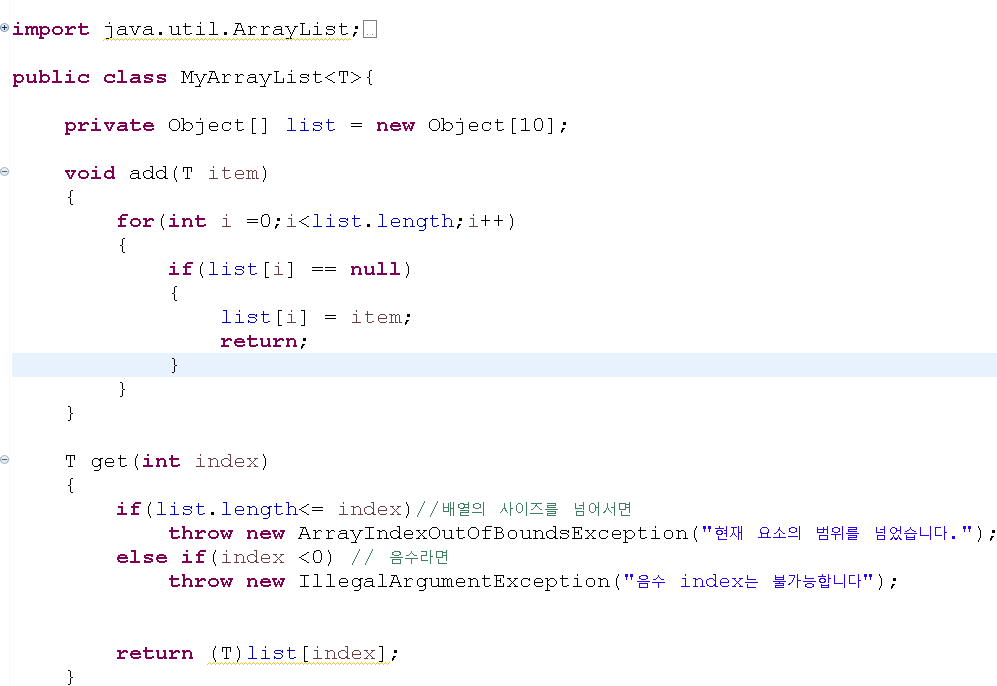 import java.util.ArrayList;
public class MyArrayList<T>{
private Object[] list = new Object[10];
void add(T item)
{
for(int i =0;i<list.length;i++)
{
if(list[i] == null)
{
list[i] = item;
return;
}
}
}
T get(int index)
{
if(list.length<= index)//배열의 사이즈를 넘어서면
throw new ArrayIndexOutOfBoundsException("현재 요소의 범위를 넘었습니다.");
else if(index <0) // 음수라면
throw new IllegalArgumentException("음수 index는 불가능합니다");
return (T)list[index];
}